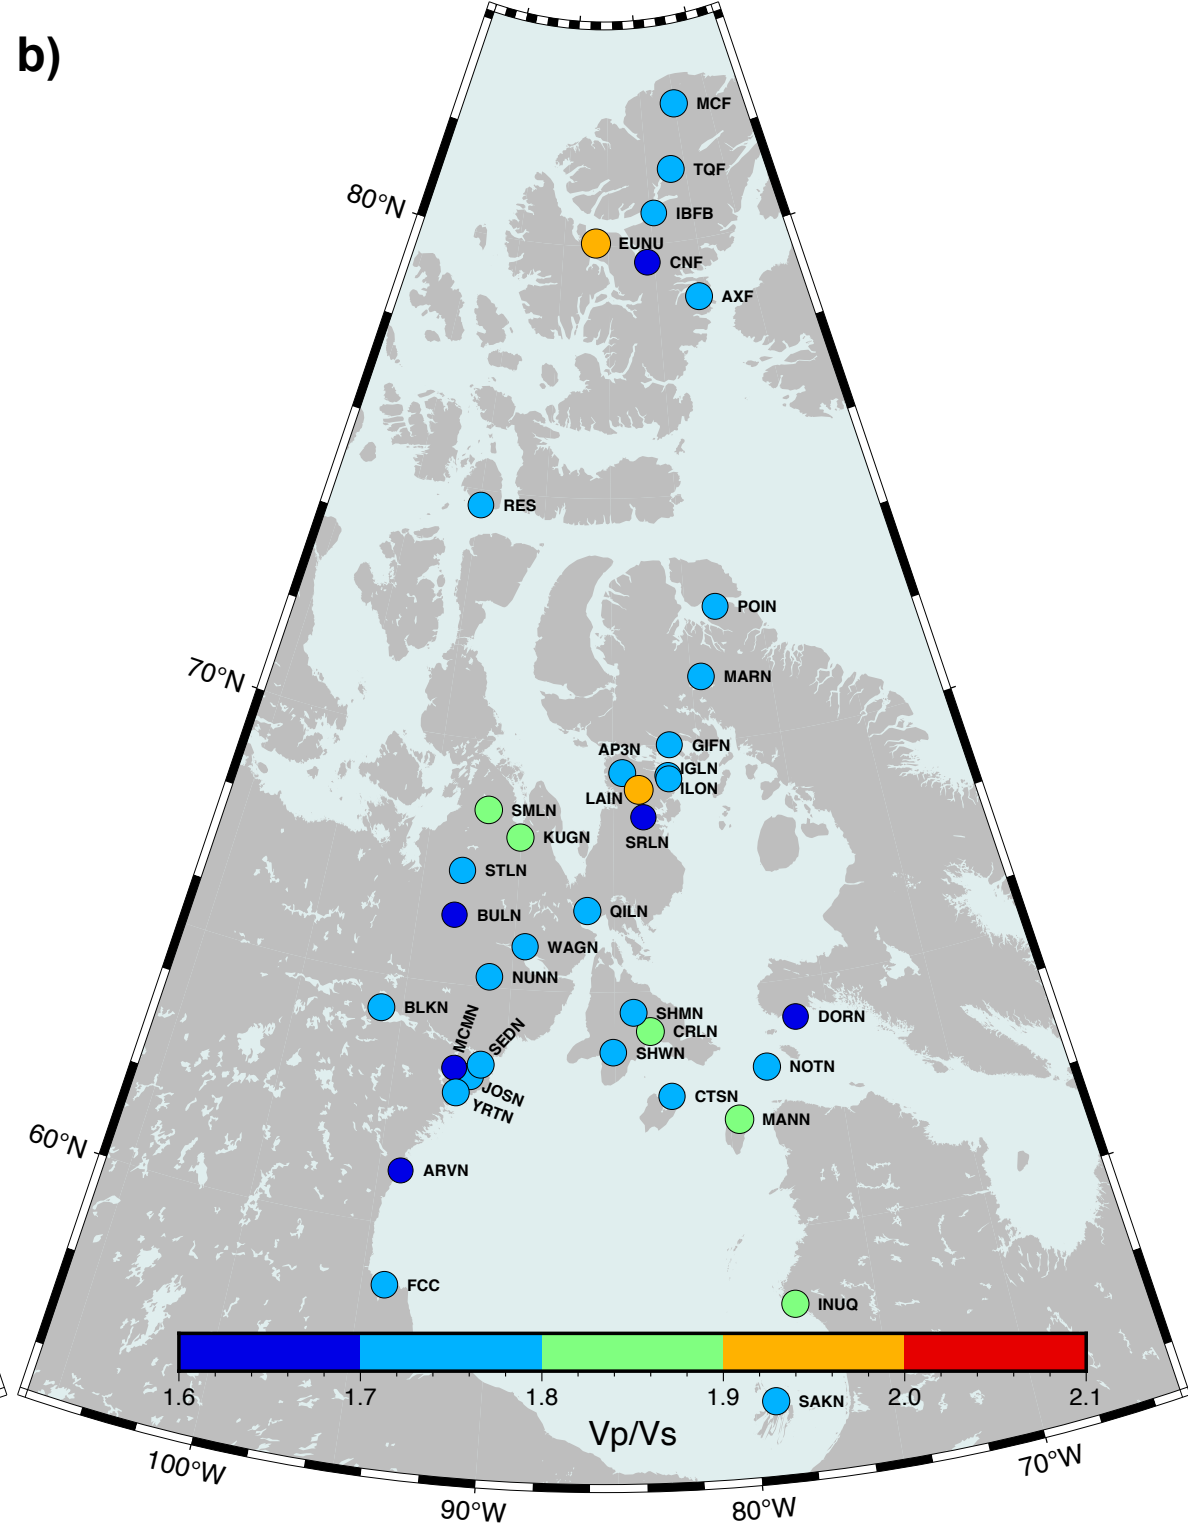 b)
MCF
TQF
80°N
IBFB
EUNU
CNF
AXF
RES
POIN
70°N
MARN
GIFN
AP3N
IGLN
ILON
LAIN
SMLN
KUGN
SRLN
STLN
QILN
BULN
WAGN
NUNN
BLKN
SHMN
DORN
MCMN
SEDN
CRLN
SHWN
NOTN
JOSN
CTSN
YRTN
MANN
60°N
ARVN
FCC
INUQ
1.6 1.7 1.8 1.9 2.0 2.1
SAKN
Vp/Vs
100°W
90°W
80°W
70°W